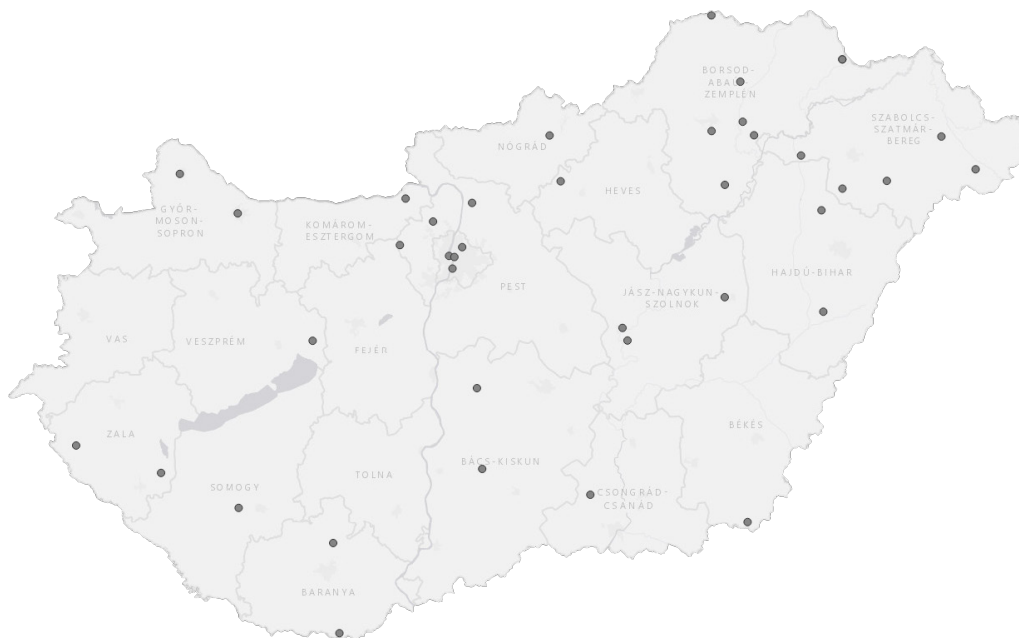 BORSOD-
ABAÚJ-
ZEMPLÉN
SZABOLCS-
SZATMÁR-
BEREG
NÓGRÁD
HEVES
GYŐR-
MOSON-
SOPRON
KOMÁROM-
ESZTERGOM
HAJDÚ-BIHAR
PEST
JÁSZ-NAGYKUN-
SZOLNOK
VAS
VESZPRÉM
FEJÉR
ZALA
BÉKÉS
BÁCS-KISKUN
TOLNA
SOMOGY
CSONGRÁD-
CSANÁD
BARANYA